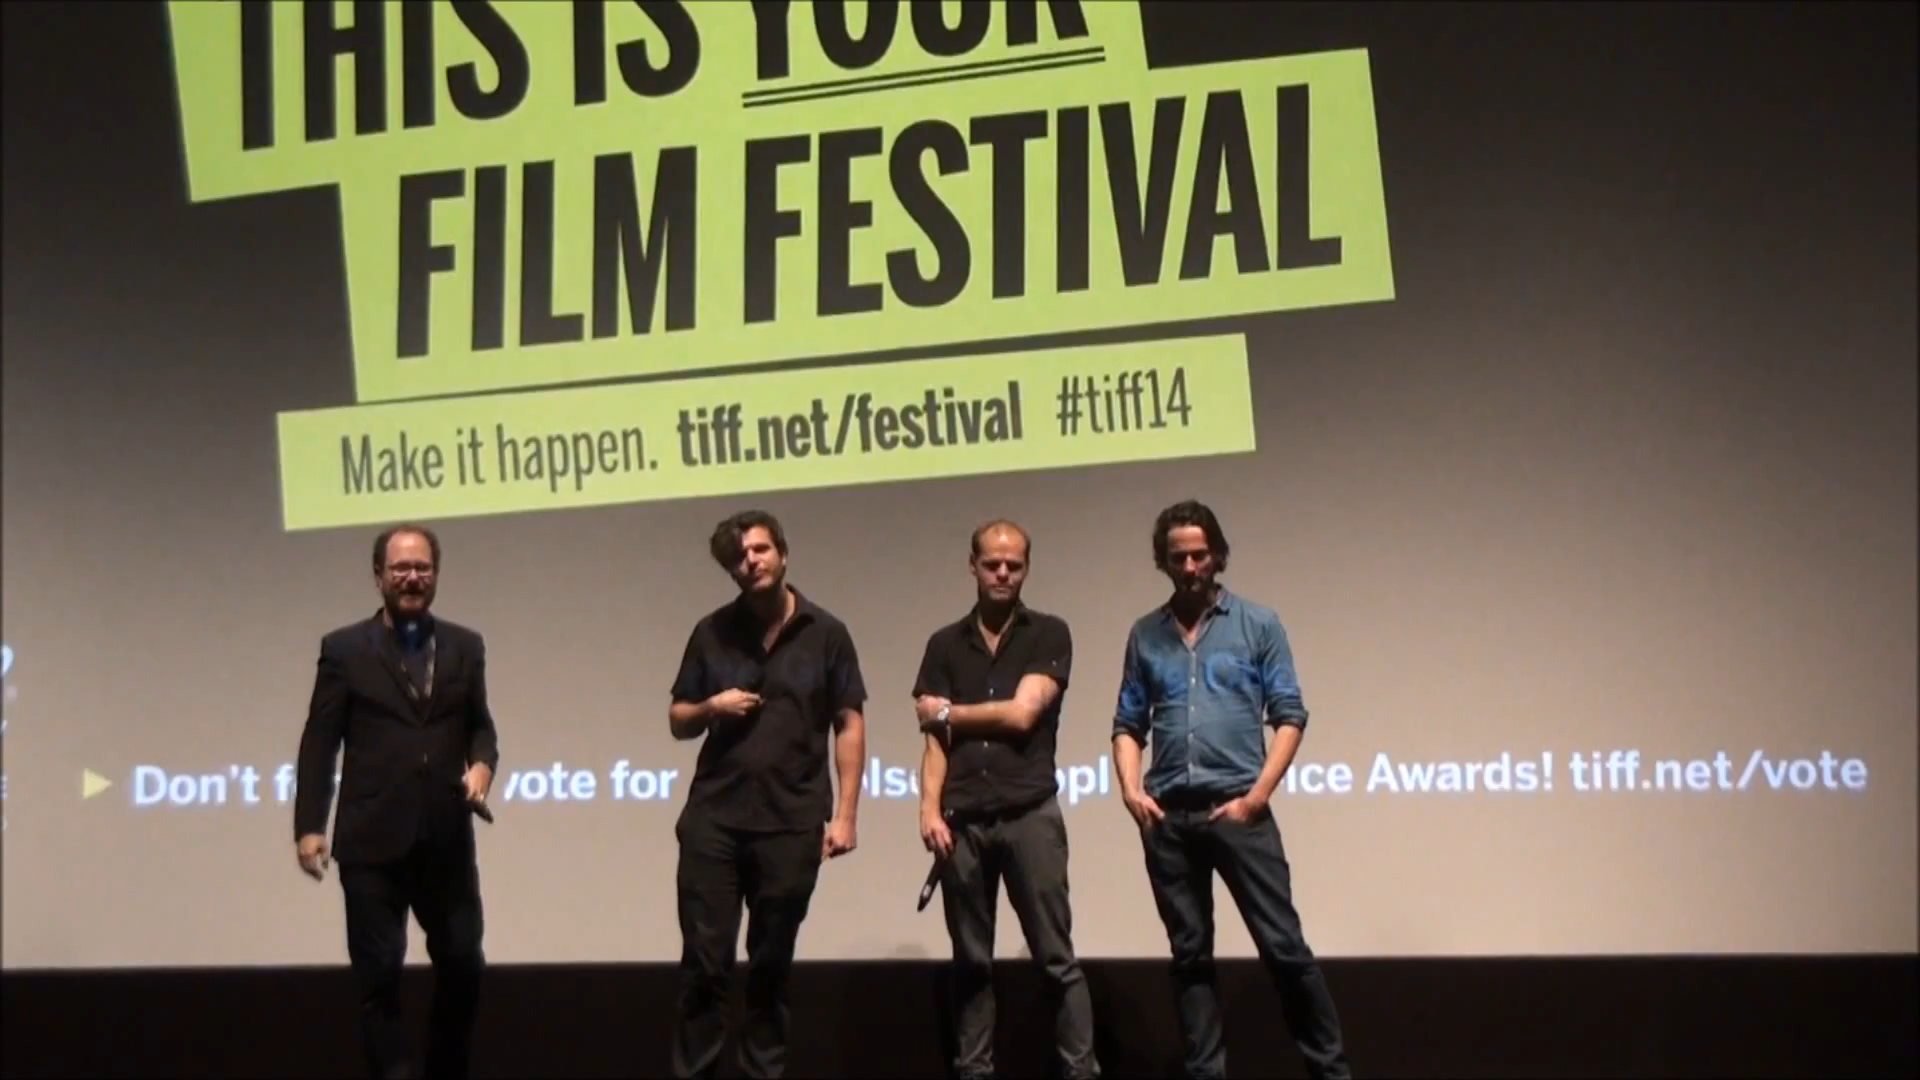 THIS IS YOUR
FILM FESTIVAL
Make it happen. tiff.net/festival #tiff14
Don't vote for Awards! tiff.net/vote